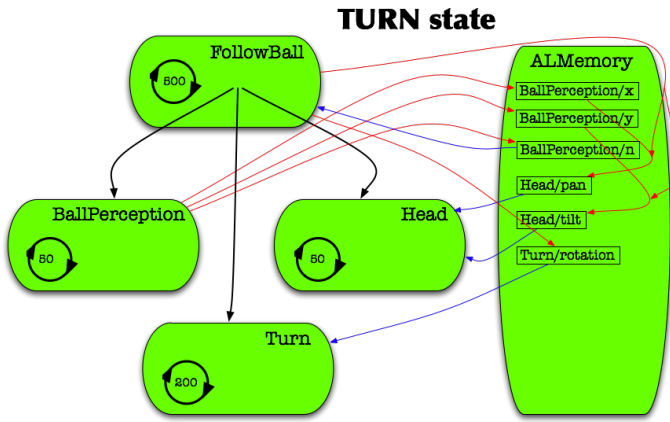 TURN state
FollowBall
500
ALMemory
BallPerception/x
BallPerception/y
BallPerception/n
Head/pan
Head/tilt
Turn/rotation
BallPerception
50
Head
50
Turn
200